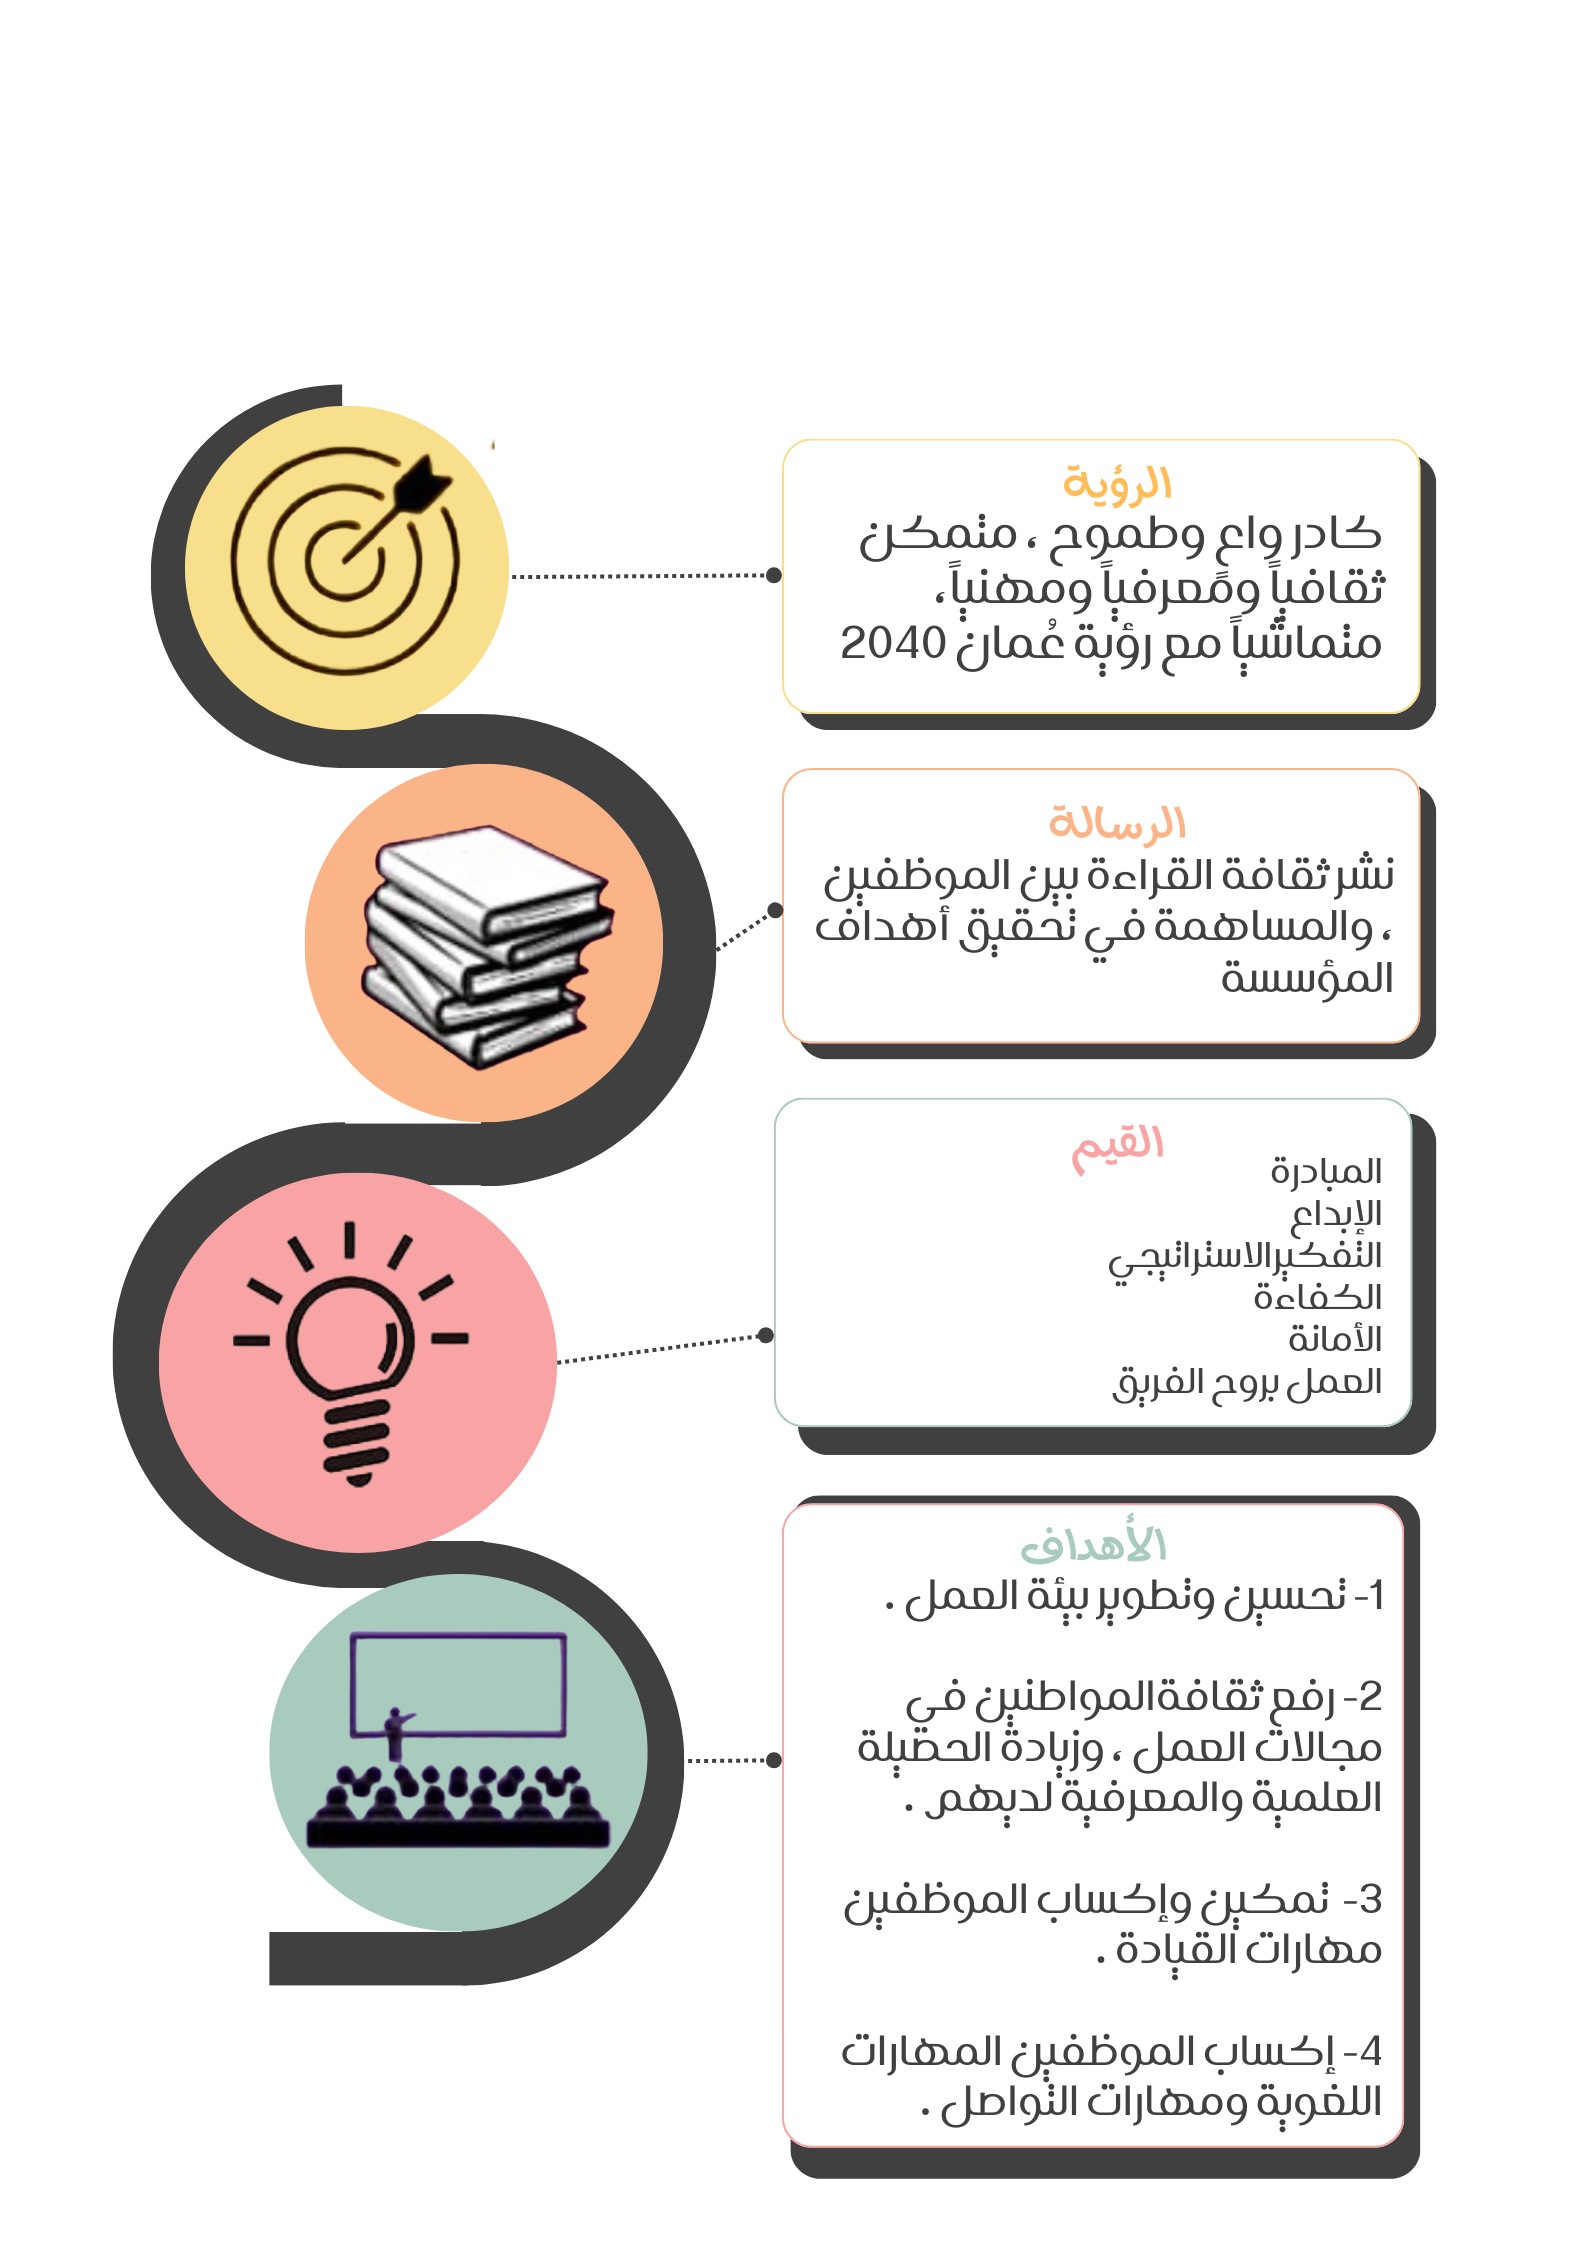 الرؤية
كادر واعٍ وطموح ، متمكن
ثقافياً ومعرفياً ومهنياً،
متماشياً مع رؤية عُمان 2040
الرسالة
نشر ثقافة القراءة بين الموظفين
، والمساهمة في تحقيق أهداف
المؤسسة
القيم
المبادرة
الإبداع
التفكيرالاستراتيجي
الكفاءة
الأمانة
العمل بروح الفريق
الأهداف
1- تحسين وتطوير بيئة العمل .
2- رفع ثقافةالمواطنين في
مجالات العمل ، وزيادة الحصيلة
العلمية والمعرفية لديهم .
3- تمكين وإكساب الموظفين
مهارات القيادة .
4- إكساب الموظفين المهارات
اللغوية ومهارات التواصل .